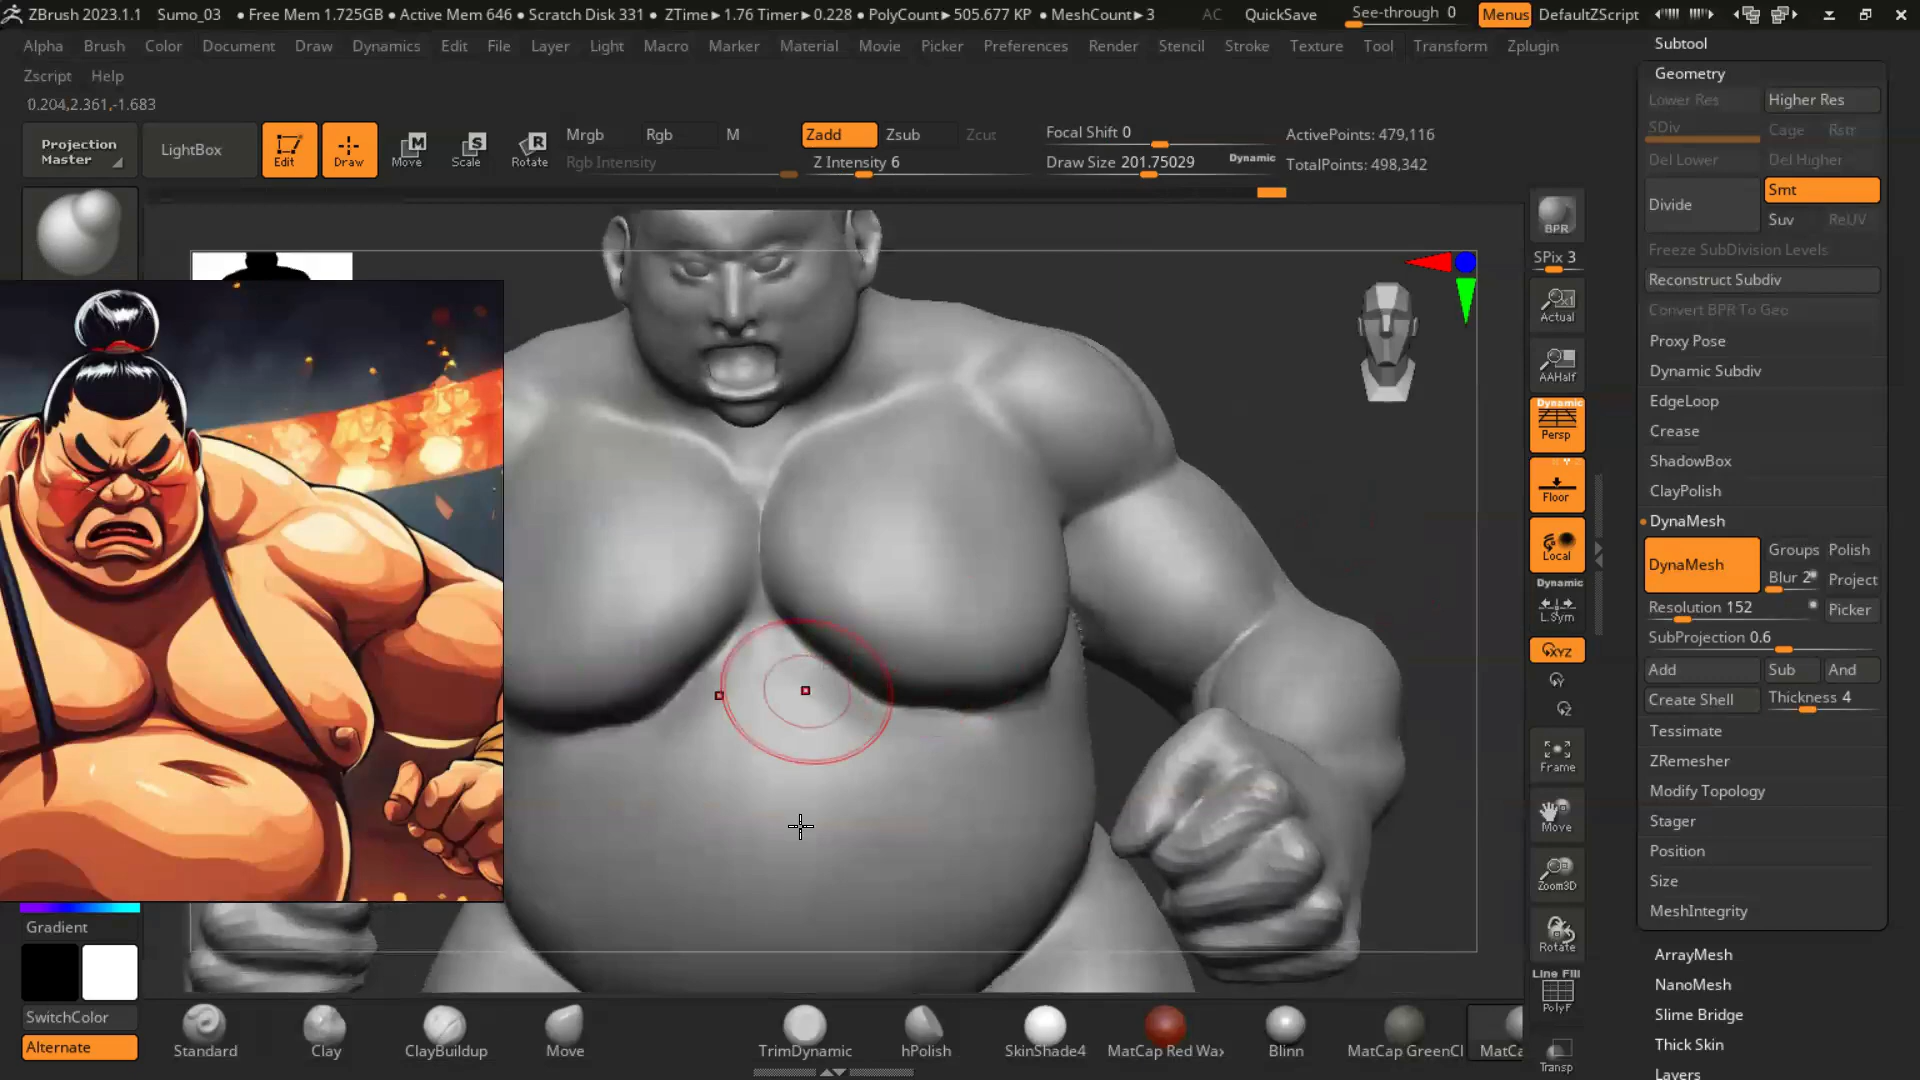 ZBrush 2023.1.1 Sumo_03 • Free Mem 1.725GB • Active Mem 646 • Scratch Disk 331 • ZTime▸1.76 Timer▸0.228 • PolyCount▸505.677 KP • MeshCount▸3 AC QuickSave See-through 0 Menus DefaultZScript
Alpha Brush Color Document Draw Dynamics Edit File Layer Light Macro Marker Material Movie Picker Preferences Render Stencil Stroke Texture Tool Transform Zplugin
Zscript Help
0.204,2.361,-1.683
Projection Master
LightBox
Edit
Draw
Move
Scale
Rotate
Mrgb Rgb M
Rgb Intensity
Zadd Zsub Zcut
Z Intensity 6
Focal Shift 0
Draw Size 201.75029 Dynamic
ActivePoints: 479,116
TotalPoints: 498,342
BPR
SPix 3
Actual
AAHalf
Dynamic
Persp
Floor
Local
Dynamic
L.Sym
XYZ
Y
Z
Frame
Move
Zoom3D
Rotate
Line Fill
PolyF
Transp
Subtool
Geometry
Lower Res Higher Res
SDiv Cage Rstr
Del Lower Del Higher
Divide Smt
Suv ReUV
Freeze SubDivision Levels
Reconstruct Subdiv
Convert BPR To Geo
Proxy Pose
Dynamic Subdiv
EdgeLoop
Crease
ShadowBox
ClayPolish
DynaMesh
DynaMesh Groups Polish
Blur 2 Project
Resolution 152 Picker
SubProjection 0.6
Add Sub And
Create Shell Thickness 4
Tessimate
ZRemesher
Modify Topology
Stager
Position
Size
MeshIntegrity
ArrayMesh
NanoMesh
Slime Bridge
Thick Skin
Layers
Gradient
SwitchColor
Alternate
Standard Clay ClayBuildup Move TrimDynamic hPolish SkinShade4 MatCap Red Wax Blinn MatCap GreenCl MatCa